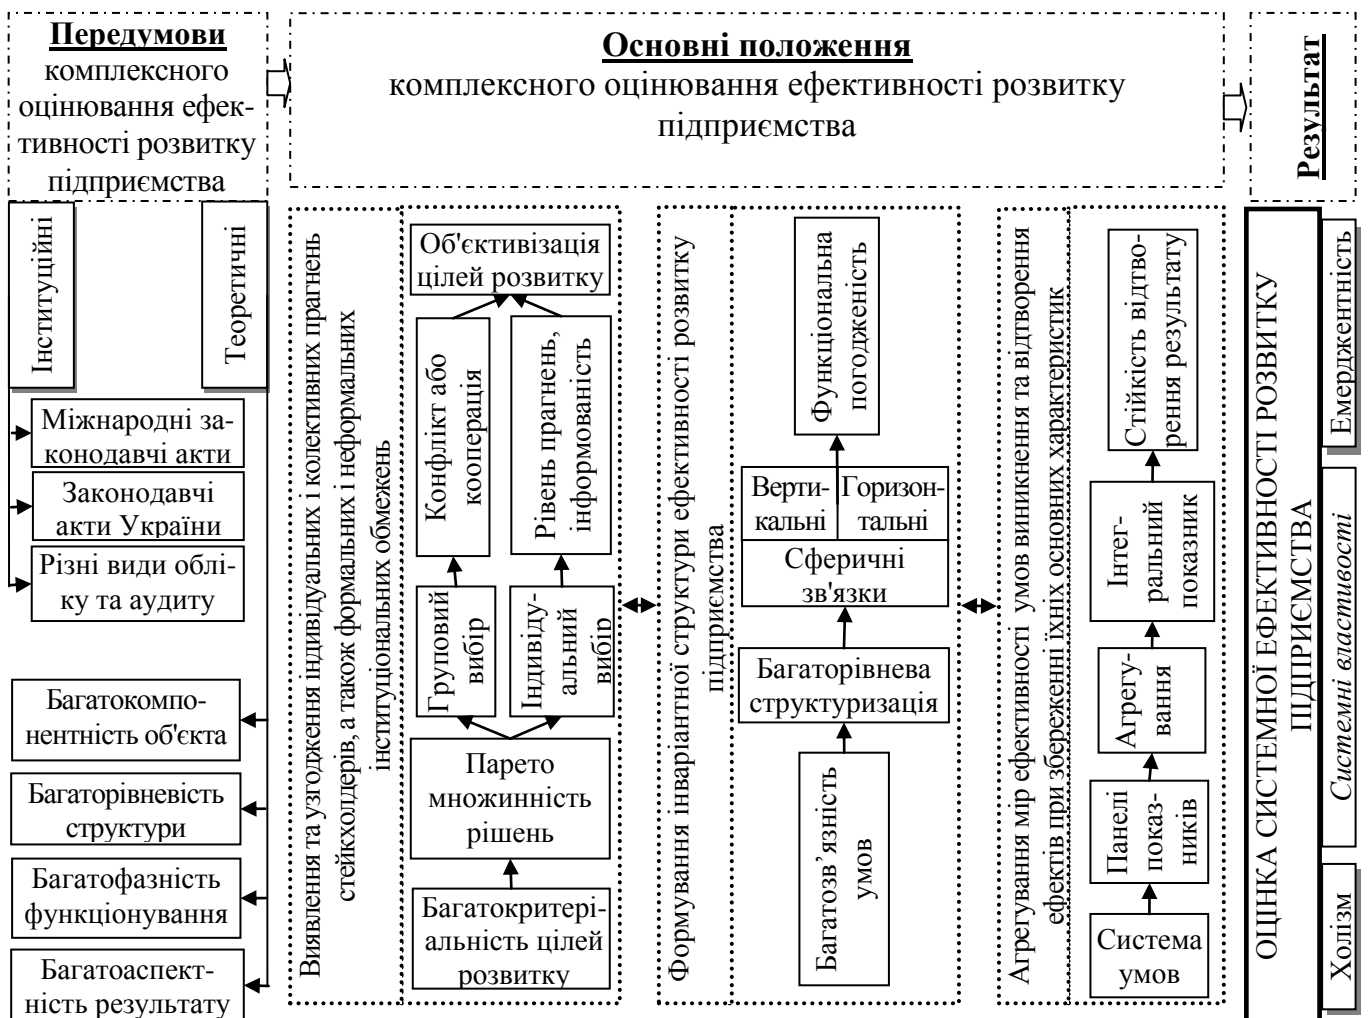 Передумови
комплексного
оцінювання ефек-
тивності розвитку
підприємства
Основні положення
комплексного оцінювання ефективності розвитку
підприємства
Результат
Інституційні
Теоретичні
Міжнародні за-
конодавчі акти
Законодавчі
акти України
Різні види облі-
ку та аудиту
Багатокомпо-
нентність об'єкта
Багаторівневість
структури
Багатофазність
функціонування
Багатоаспект-
ність результату
Виявлення та узгодження індивідуальних і колективних прагнень
стейкхолдерів, а також формальних і неформальних
інституціональних обмежень
Об'єктивізація
цілей розвитку
Конфлікт або
кооперація
Рівень прагнень,
інформованість
Груповий
вибір
Індивіду-
альний
вибір
Парето
множинність
рішень
Багатокритері-
альність цілей
розвитку
Формування інваріантної структури ефективності розвитку
підприємства
Функціональна
погодженість
Верти-
кальні
Горизон-
тальні
Сферичні
зв'язки
Багаторівнева
структуризація
Багатозв’язність
умов
Агрегування мір ефективності умов виникнення та відтворення
ефектів при збереженні їхніх основних характеристик
Стійкість відтво-
рення результату
Інтег-
ральний
показник
Агрегу-
вання
Панелі
показ-
ників
Система
умов
ОЦІНКА СИСТЕМНОЇ ЕФЕКТИВНОСТІ РОЗВИТКУ
ПІДПРИЄМСТВА
Емерджентність
Системні властивості
Холізм